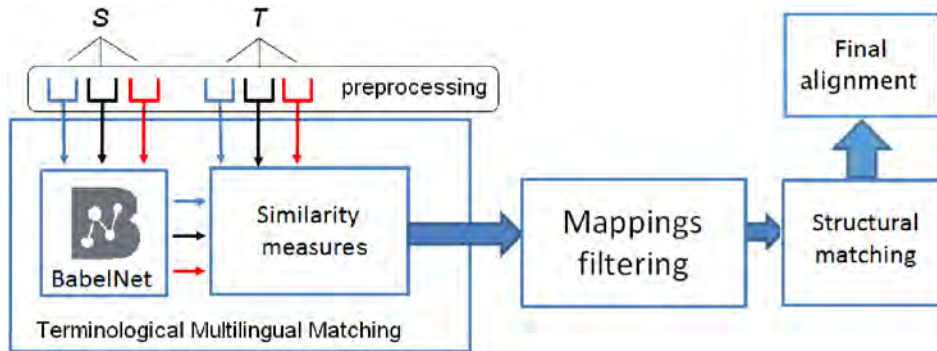 S T
preprocessing
Final
alignment
BabelNet
Similarity
measures
Terminological Multilingual Matching
Mappings
filtering
Structural
matching